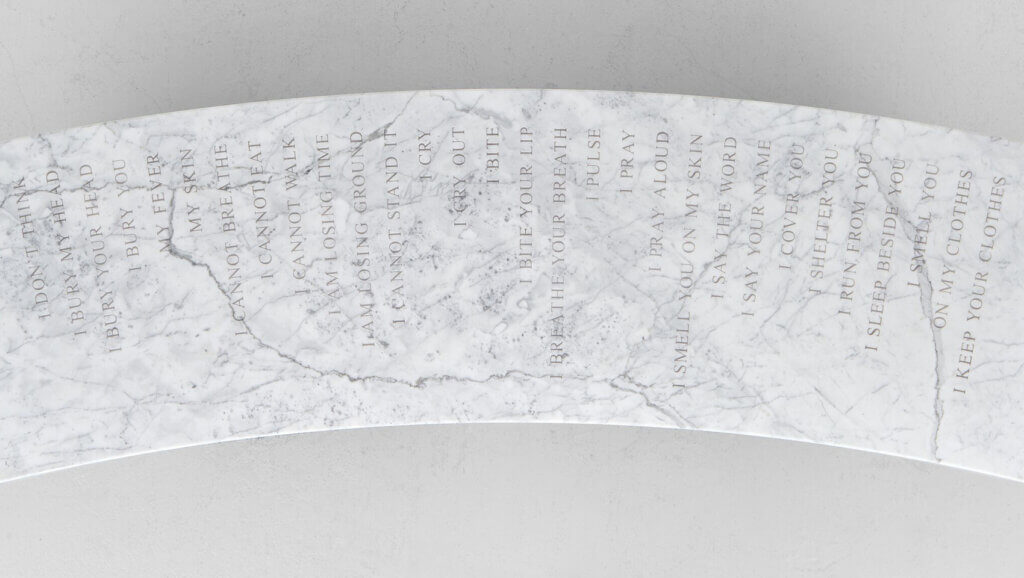 I DON'T THINK
I BURY MY HEAD
I BURY YOUR HEAD
I BURY YOU
MY FEVER
MY SKIN
I CANNOT BREATHE
I CANNOT EAT
I CANNOT WALK
I AM LOSING TIME
I AM LOSING GROUND
I CANNOT STAND IT
I CRY
I CRY OUT
I BITE
I BITE YOUR LIP
I BREATHE YOUR BREATH
I PULSE
I PRAY
I PRAY ALOUD
I SMELL YOU ON MY SKIN
I SAY THE WORD
I SAY YOUR NAME
I COVER YOU
I SHELTER YOU
I RUN FROM YOU
I SLEEP BESIDE YOU
I SMELL YOU
ON MY CLOTHES
I KEEP YOUR CLOTHES